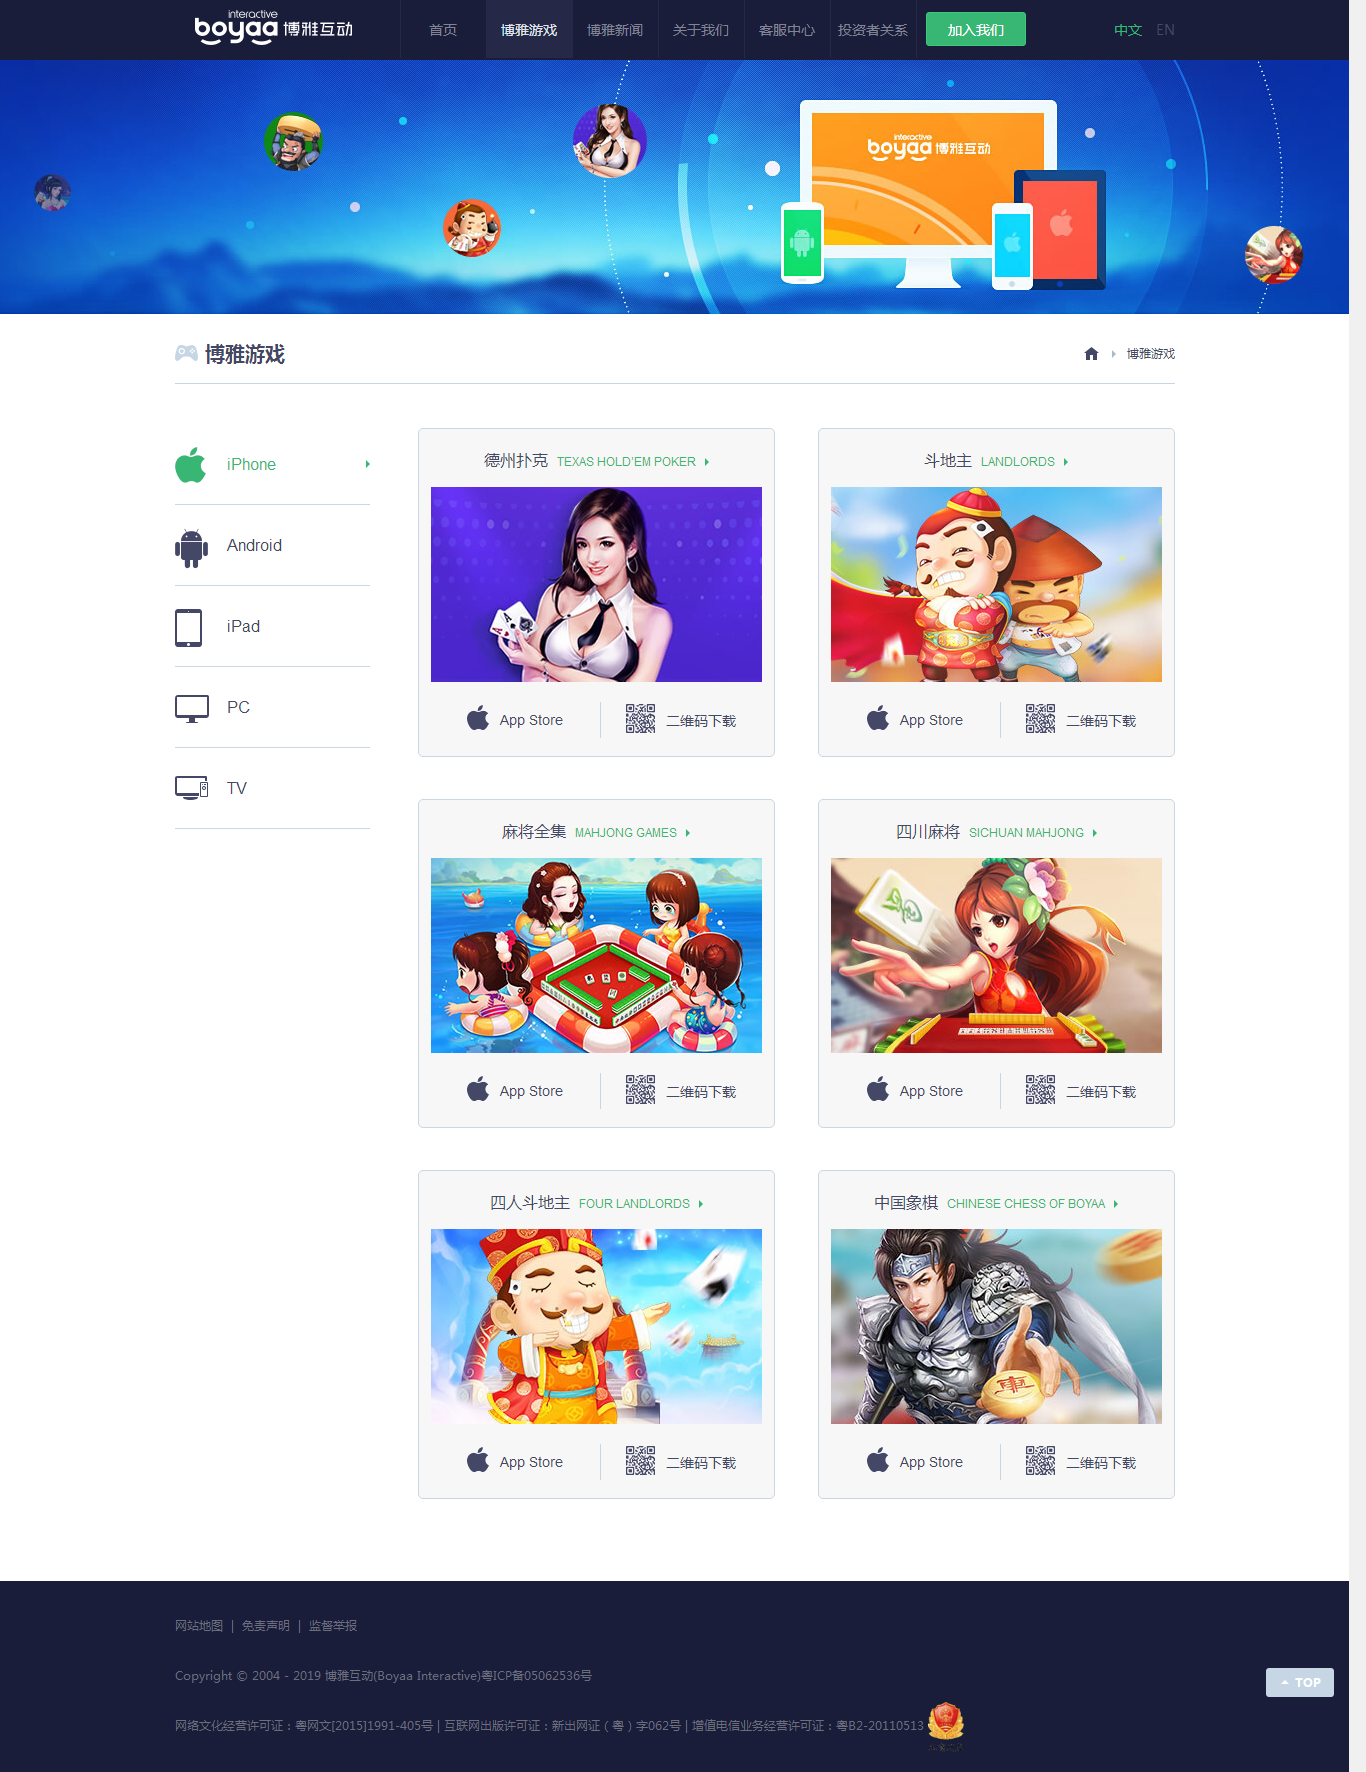 interactive
boyaa 博雅互动
首页 博雅游戏 博雅新闻 关于我们 客服中心 投资者关系 加入我们 中文 EN
interactive
boyaa 博雅互动
博雅游戏
博雅游戏
iPhone
Android
iPad
PC
TV
德州扑克 TEXAS HOLD'EM POKER
斗地主 LANDLORDS
App Store 二维码下载
App Store 二维码下载
麻将全集 MAHJONG GAMES
四川麻将 SICHUAN MAHJONG
App Store 二维码下载
App Store 二维码下载
四人斗地主 FOUR LANDLORDS
中国象棋 CHINESE CHESS OF BOYAA
App Store 二维码下载
App Store 二维码下载
网站地图 | 免责声明 | 监督举报
Copyright © 2004 - 2019 博雅互动(Boyaa Interactive)粤ICP备05062536号
TOP
网络文化经营许可证：粤网文[2015]1991-405号 | 互联网出版许可证：新出网证（粤）字062号 | 增值电信业务经营许可证：粤B2-20110513